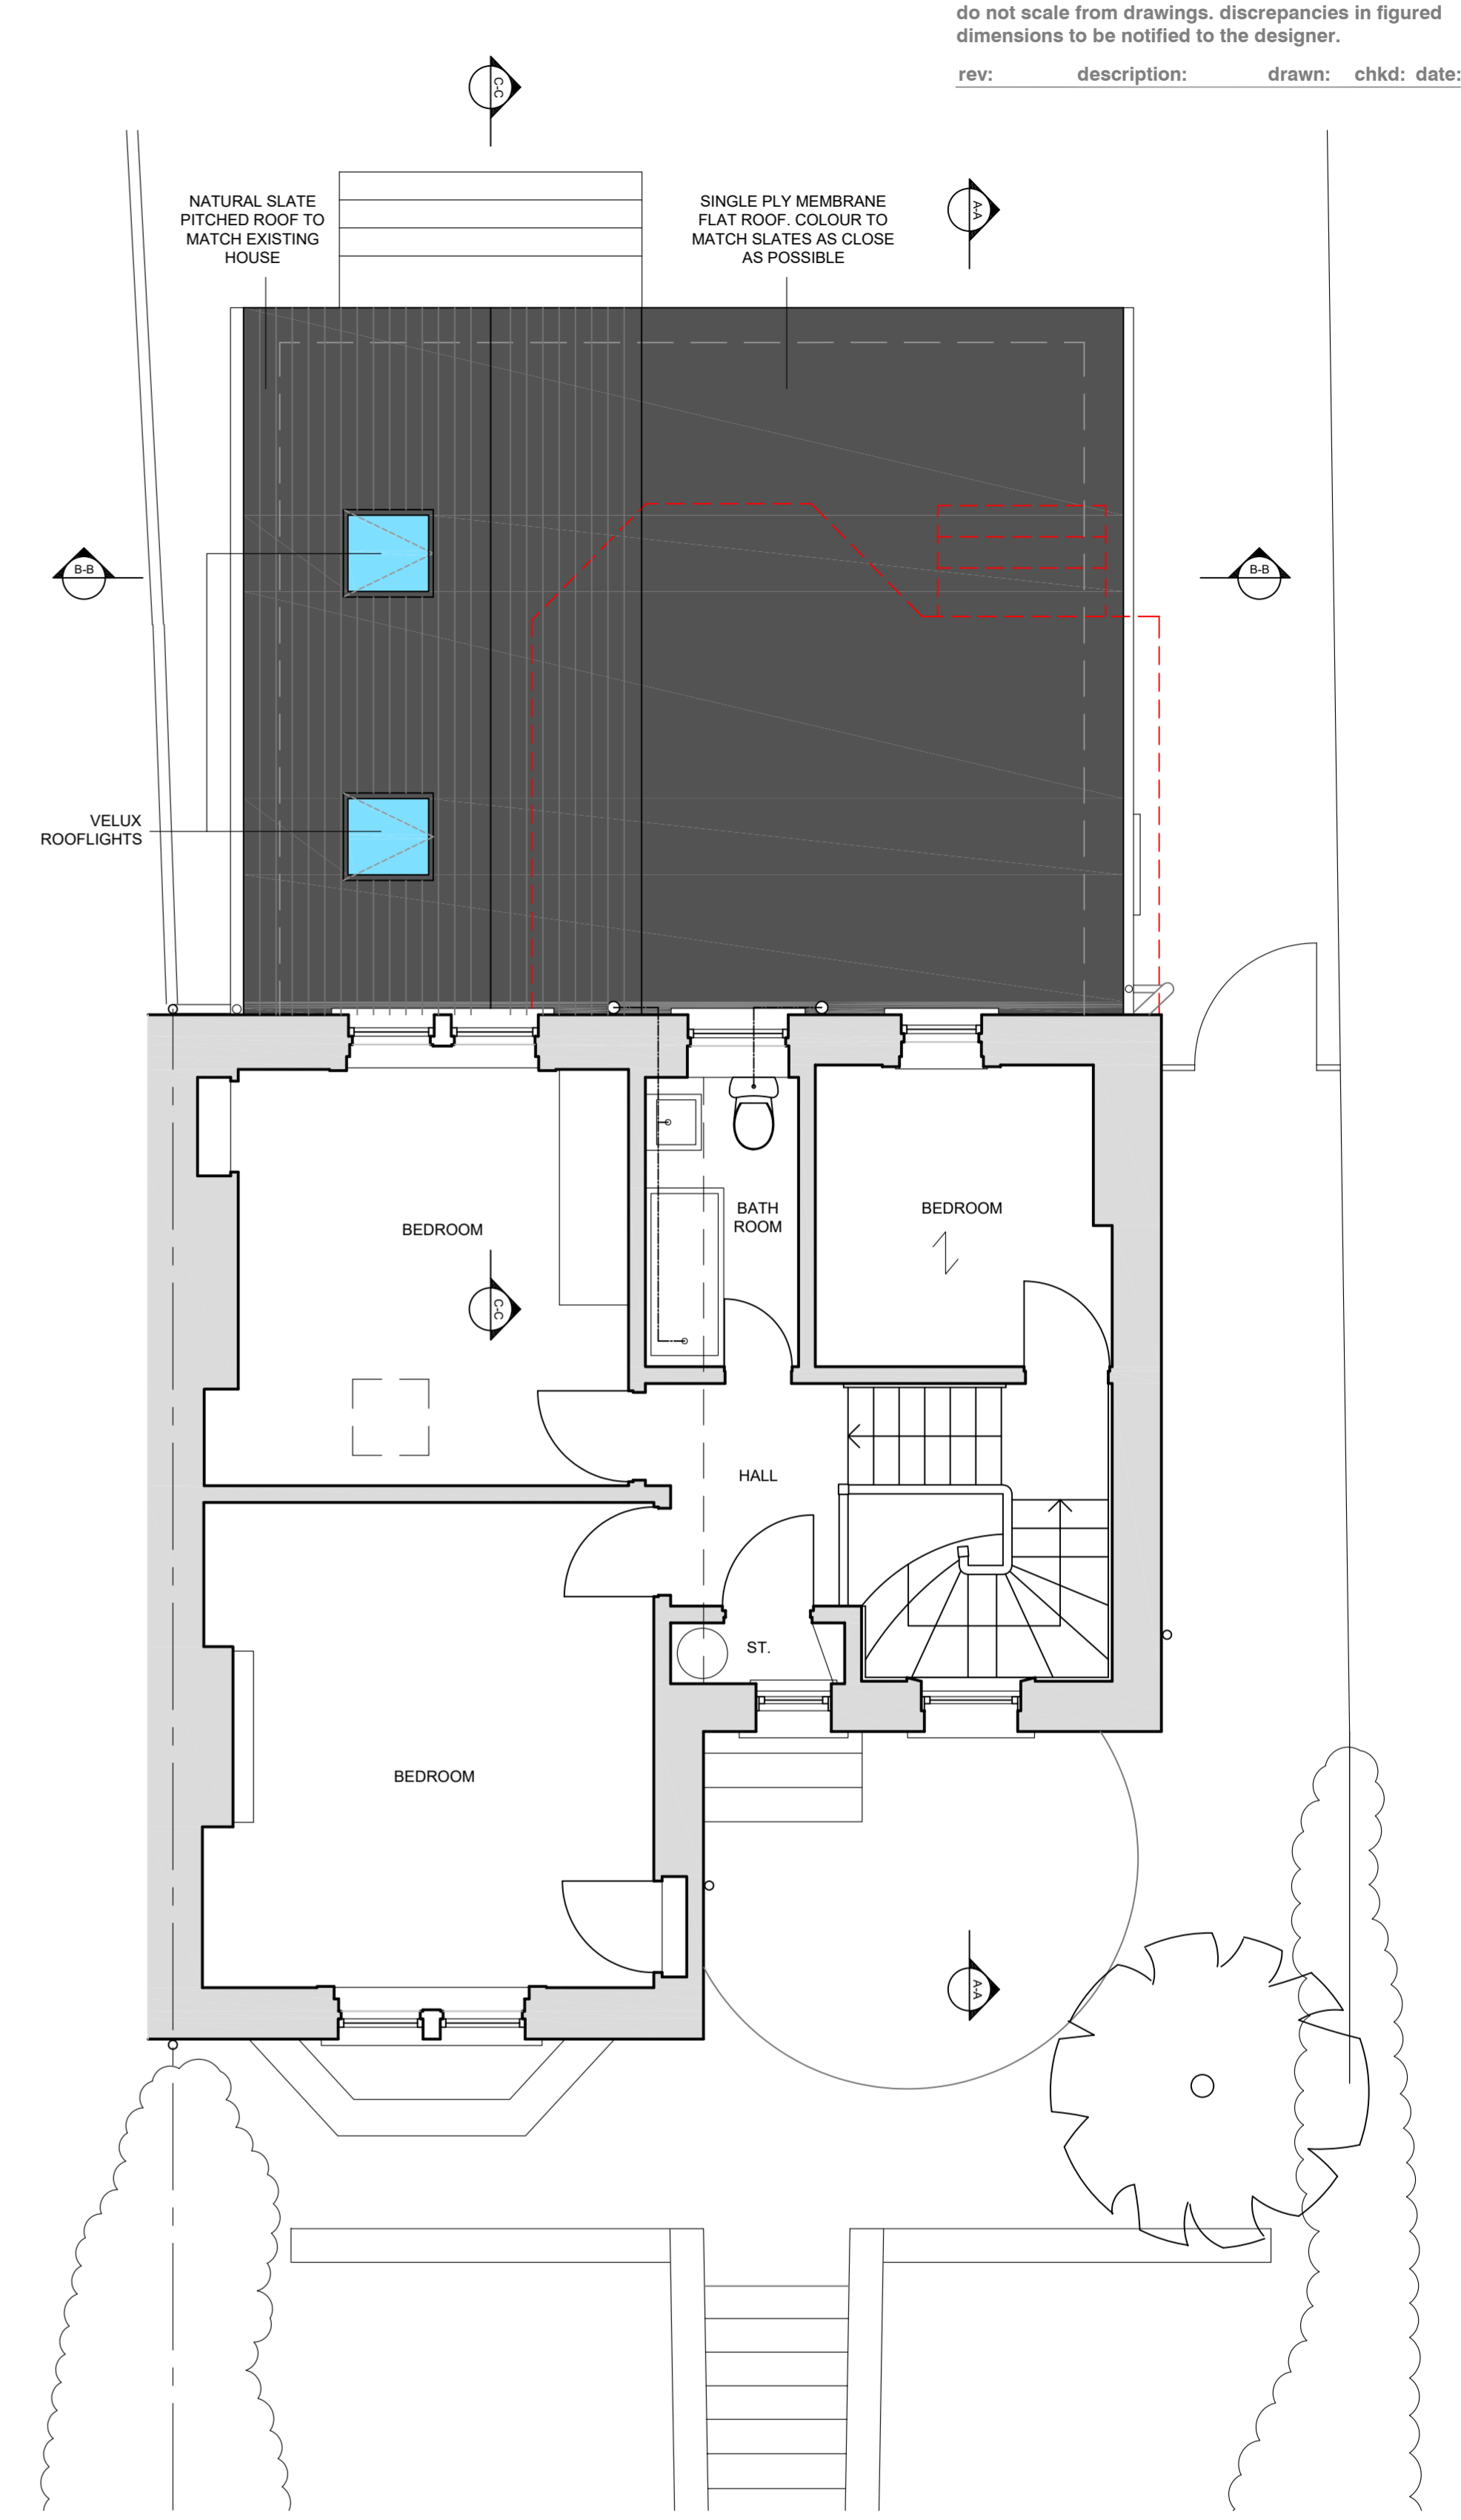 do not scale from drawings. discrepancies in figured
dimensions to be notified to the designer.
rev: description: drawn: chkd: date:
C-C
A-A
NATURAL SLATE
PITCHED ROOF TO
MATCH EXISTING
HOUSE
SINGLE PLY MEMBRANE
FLAT ROOF. COLOUR TO
MATCH SLATES AS CLOSE
AS POSSIBLE
B-B
B-B
VELUX
ROOFLIGHTS
BEDROOM
BATH
ROOM
BEDROOM
C-C
HALL
ST.
BEDROOM
A-A